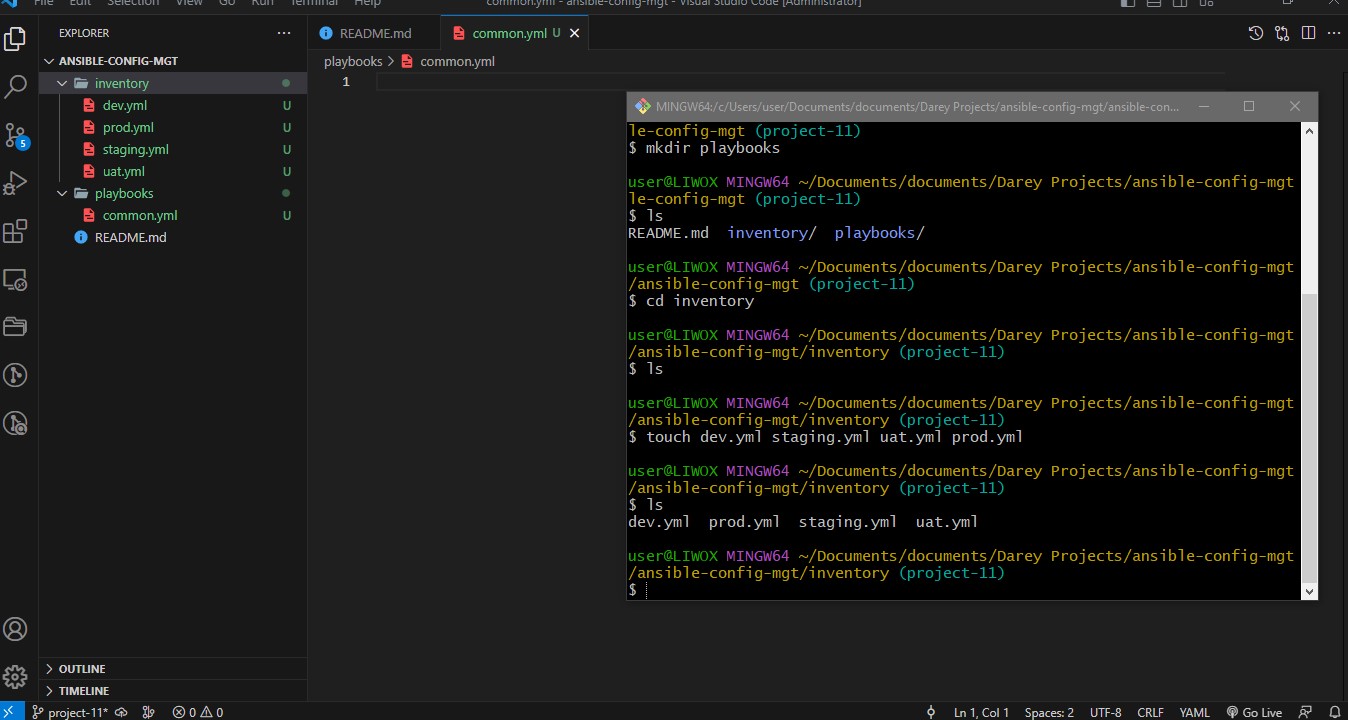 File Edit Selection View Go Run Terminal Help
common.yml - ansible-config-mgt - Visual Studio Code [Administrator]
EXPLORER
README.md
common.yml U
ANSIBLE-CONFIG-MGT
playbooks > common.yml
inventory
dev.yml U
prod.yml U
staging.yml U
uat.yml U
playbooks
common.yml U
README.md
5
1
MINGW64:/c/Users/user/Documents/documents/Darey Projects/ansible-config-mgt/ansible-con...
le-config-mgt (project-11)
$ mkdir playbooks
user@LIWOX MINGW64 ~/Documents/documents/Darey Projects/ansible-config-mgt
le-config-mgt (project-11)
$ ls
README.md inventory/ playbooks/
user@LIWOX MINGW64 ~/Documents/documents/Darey Projects/ansible-config-mgt
/ansible-config-mgt (project-11)
$ cd inventory
user@LIWOX MINGW64 ~/Documents/documents/Darey Projects/ansible-config-mgt
/ansible-config-mgt/inventory (project-11)
$ ls
user@LIWOX MINGW64 ~/Documents/documents/Darey Projects/ansible-config-mgt
/ansible-config-mgt/inventory (project-11)
$ touch dev.yml staging.yml uat.yml prod.yml
user@LIWOX MINGW64 ~/Documents/documents/Darey Projects/ansible-config-mgt
/ansible-config-mgt/inventory (project-11)
$ ls
dev.yml prod.yml staging.yml uat.yml
user@LIWOX MINGW64 ~/Documents/documents/Darey Projects/ansible-config-mgt
/ansible-config-mgt/inventory (project-11)
$
OUTLINE
TIMELINE
project-11* 0 0
Ln 1, Col 1 Spaces: 2 UTF-8 CRLF YAML Go Live